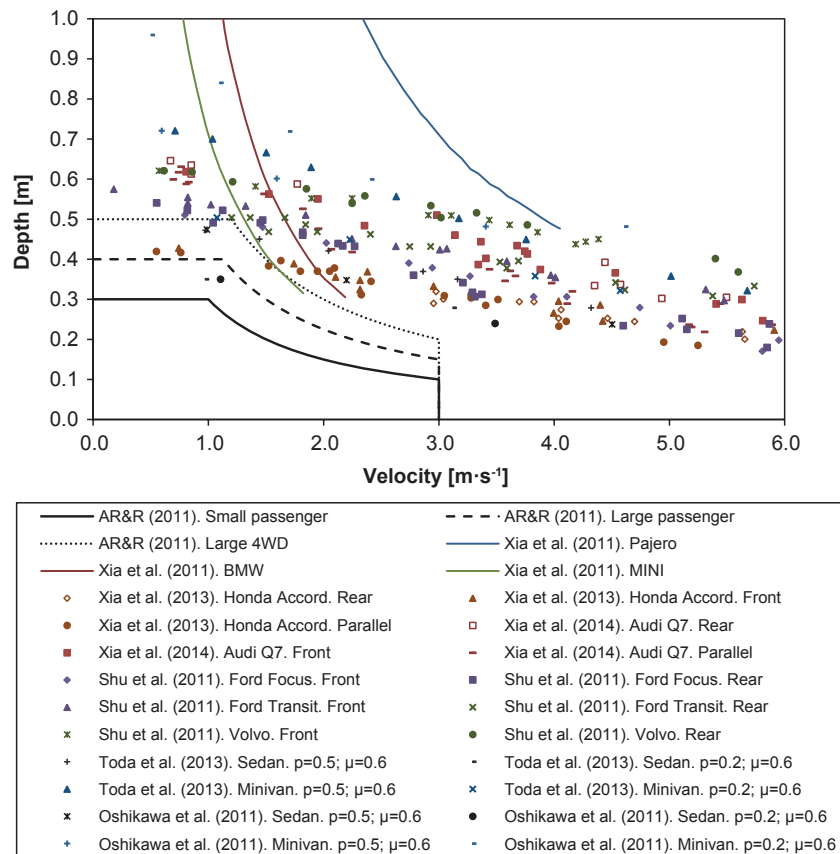 1.0
0.9
0.8
0.7
0.6
0.5
0.4
0.3
0.2
0.1
0.0
Depth [m]
0.0 1.0 2.0 3.0 4.0 5.0 6.0
Velocity [m·s⁻¹]
AR&R (2011). Small passenger
AR&R (2011). Large passenger
AR&R (2011). Large 4WD
Xia et al. (2011). Pajero
Xia et al. (2011). BMW
Xia et al. (2011). MINI
Xia et al. (2013). Honda Accord. Rear
Xia et al. (2013). Honda Accord. Front
Xia et al. (2013). Honda Accord. Parallel
Xia et al. (2014). Audi Q7. Rear
Xia et al. (2014). Audi Q7. Front
Xia et al. (2014). Audi Q7. Parallel
Shu et al. (2011). Ford Focus. Front
Shu et al. (2011). Ford Focus. Rear
Shu et al. (2011). Ford Transit. Front
Shu et al. (2011). Ford Transit. Rear
Shu et al. (2011). Volvo. Front
Shu et al. (2011). Volvo. Rear
Toda et al. (2013). Sedan. p=0.5; μ=0.6
Toda et al. (2013). Sedan. p=0.2; μ=0.6
Toda et al. (2013). Minivan. p=0.5; μ=0.6
Toda et al. (2013). Minivan. p=0.2; μ=0.6
Oshikawa et al. (2011). Sedan. p=0.5; μ=0.6
Oshikawa et al. (2011). Sedan. p=0.2; μ=0.6
Oshikawa et al. (2011). Minivan. p=0.5; μ=0.6
Oshikawa et al. (2011). Minivan. p=0.2; μ=0.6